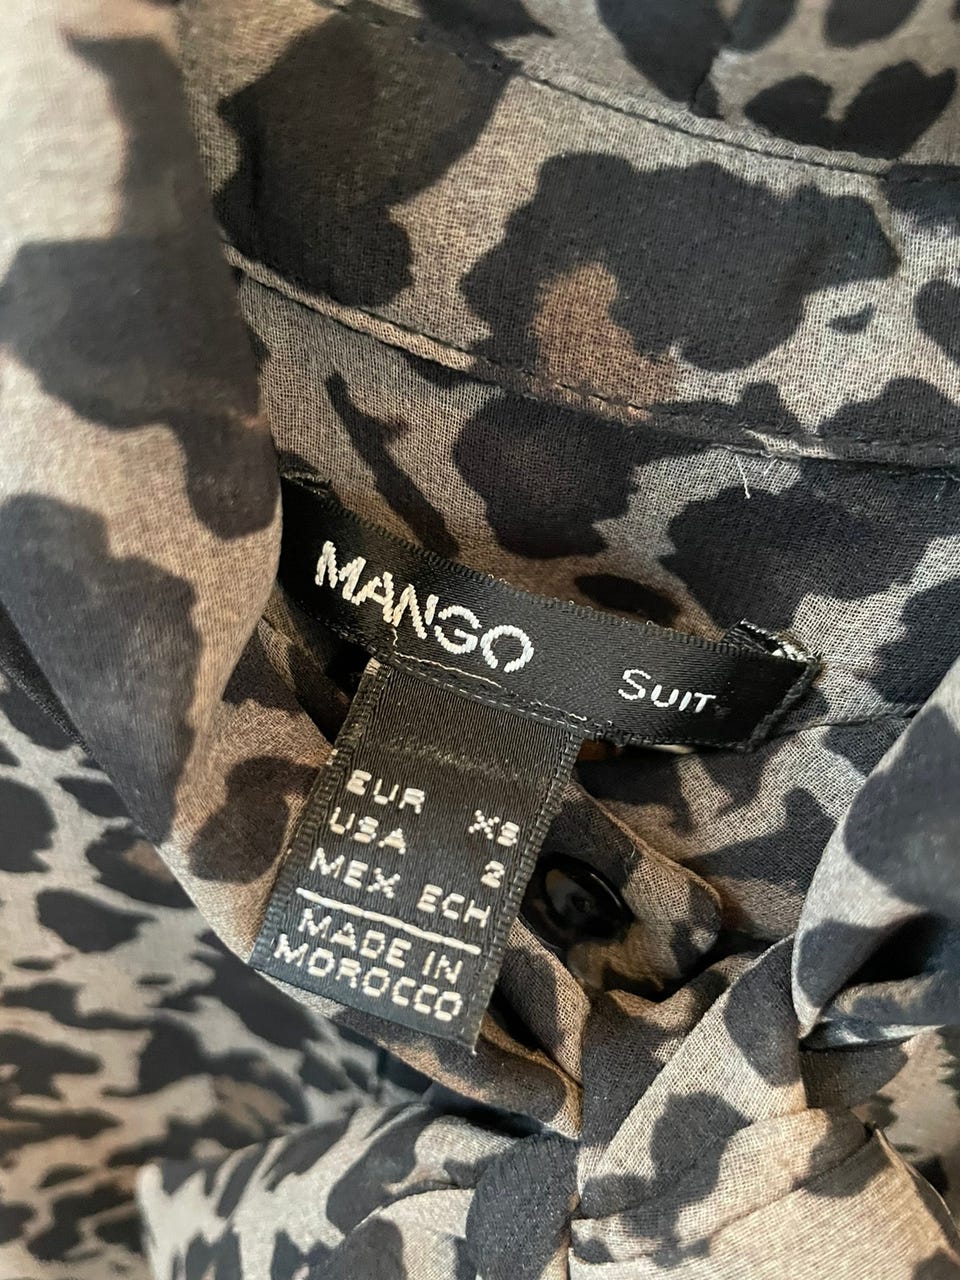 MANGO SUIT
EUR XS
USA 2
MEX ECH
MADE IN
MOROCCO